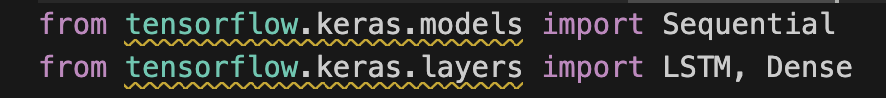 from tensorflow.keras.models import Sequential
from tensorflow.keras.layers import LSTM, Dense